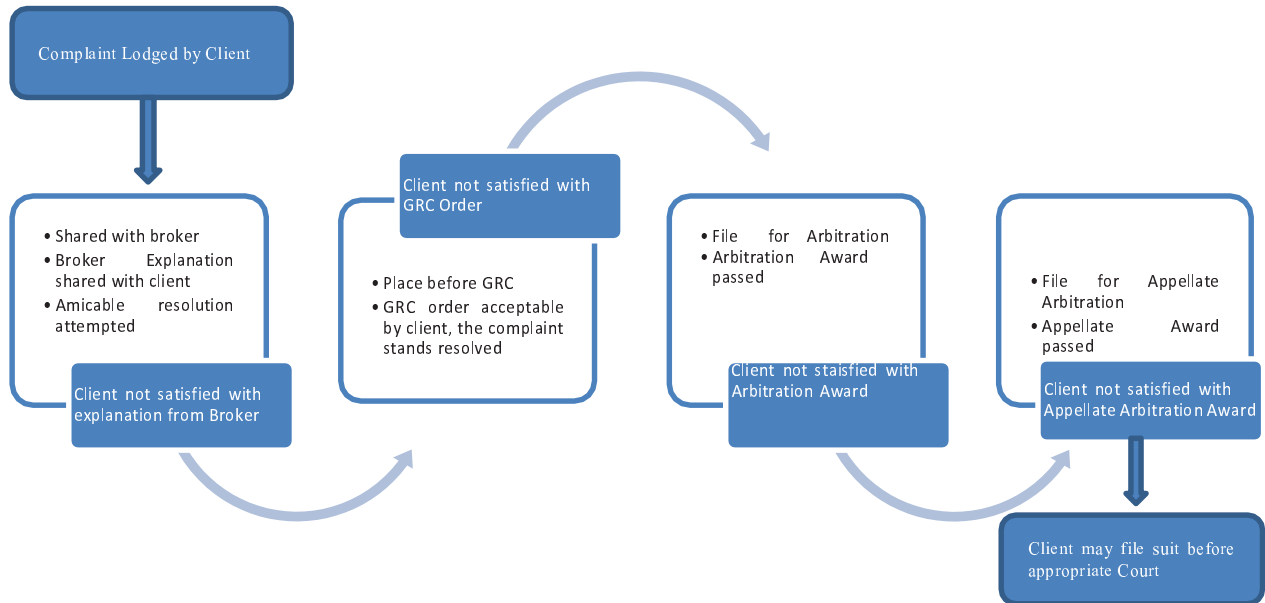 Complaint Lodged by Client
• Shared with broker
• Broker Explanation
shared with client
• Amicable resolution
attempted
Client not satisfied with
explanation from Broker
Client not satisfied with
GRC Order
• Place before GRC
• GRC order acceptable
by client, the complaint
stands resolved
• File for Arbitration
• Arbitration Award
passed
Client not staisfied with
Arbitration Award
• File for Appellate
Arbitration
• Appellate Award
passed
Client not satisfied with
Appellate Arbitration Award
Client may file suit before
appropriate Court